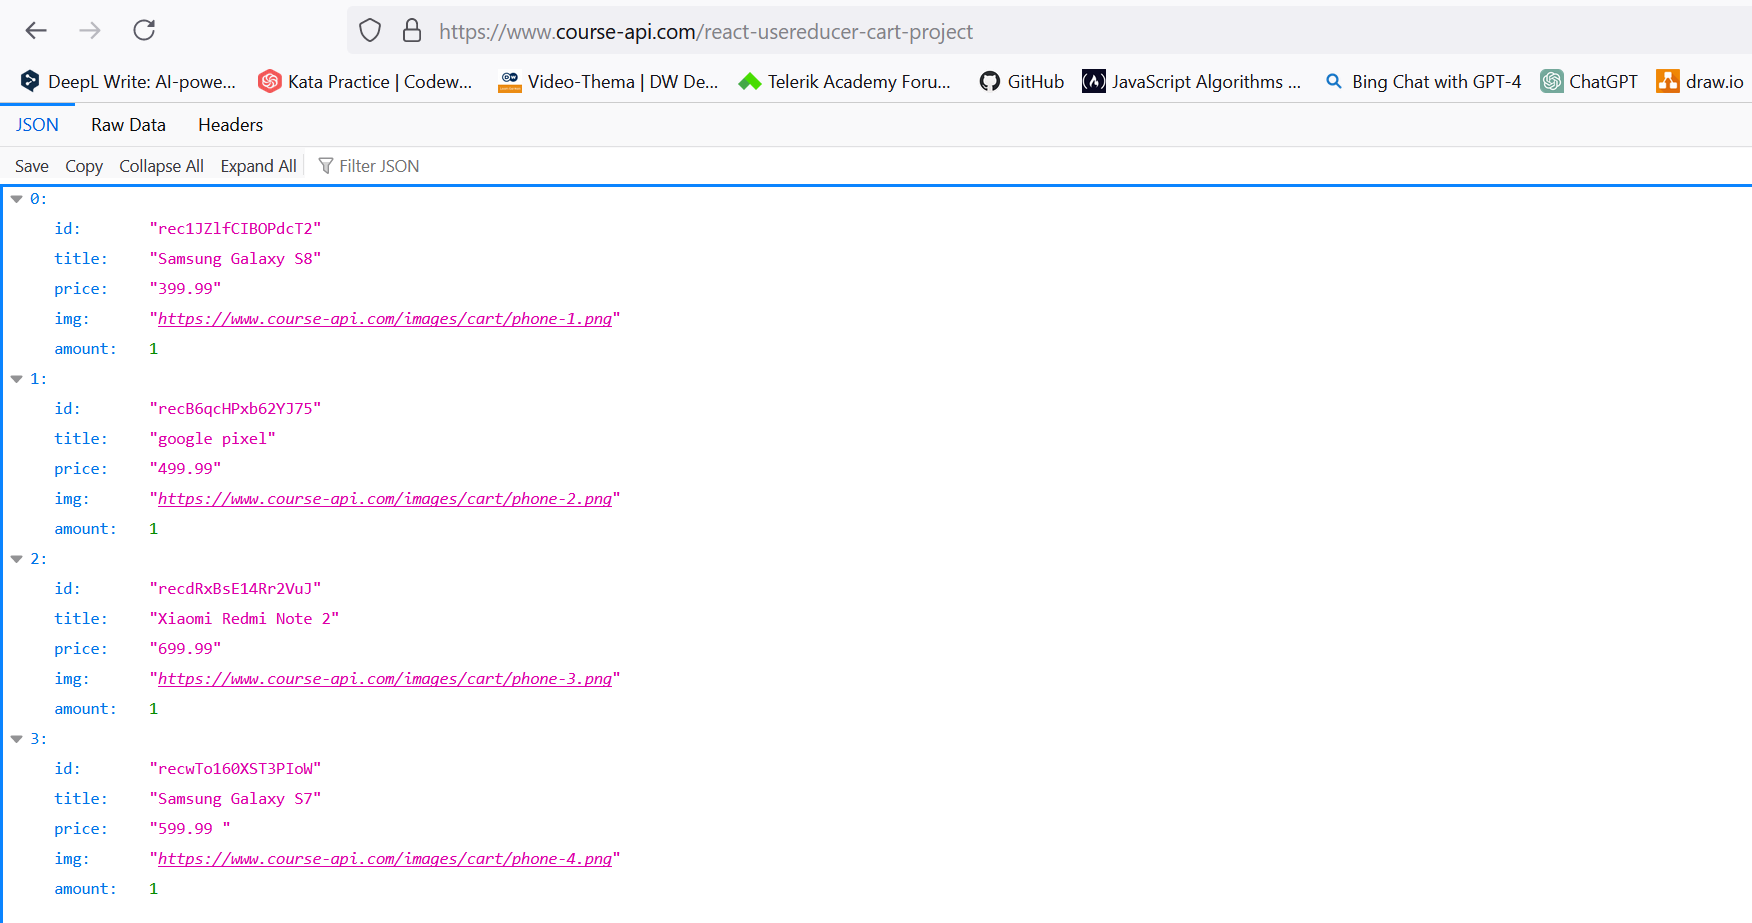 https://www.course-api.com/react-usereducer-cart-project
DeepL Write: AI-powe... Kata Practice | Codew... Video-Thema | DW De... Telerik Academy Foru... GitHub JavaScript Algorithms ... Bing Chat with GPT-4 ChatGPT draw.io
JSON Raw Data Headers
Save Copy Collapse All Expand All Filter JSON
0:
id: "rec1JZlfCIBOPdcT2"
title: "Samsung Galaxy S8"
price: "399.99"
img: "https://www.course-api.com/images/cart/phone-1.png"
amount: 1
1:
id: "recB6qcHPxb62YJ75"
title: "google pixel"
price: "499.99"
img: "https://www.course-api.com/images/cart/phone-2.png"
amount: 1
2:
id: "recdRxBsE14Rr2VuJ"
title: "Xiaomi Redmi Note 2"
price: "699.99"
img: "https://www.course-api.com/images/cart/phone-3.png"
amount: 1
3:
id: "recwTo160XST3PIoW"
title: "Samsung Galaxy S7"
price: "599.99 "
img: "https://www.course-api.com/images/cart/phone-4.png"
amount: 1